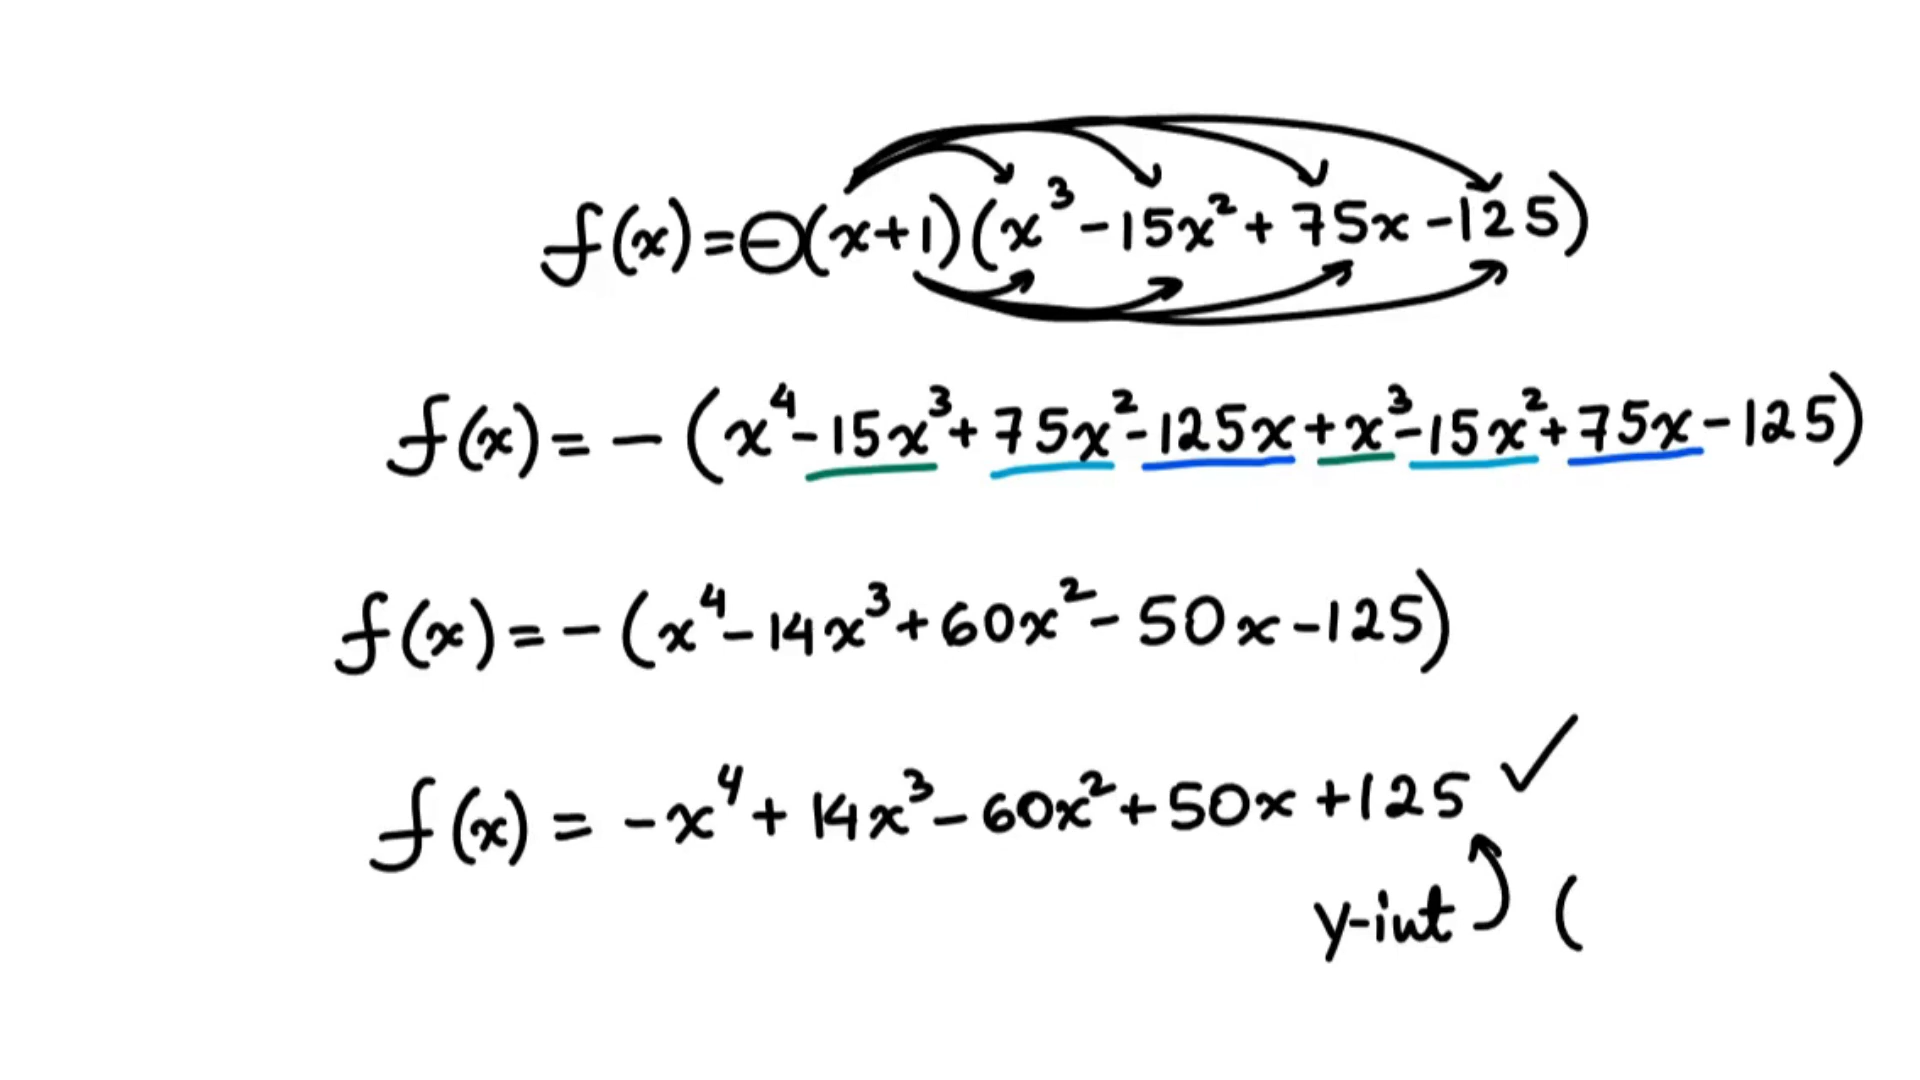 f(x)=-(x+1)(x³-15x²+75x-125)
f(x)=-(x⁴-15x³+75x²-125x+x³-15x²+75x-125)
f(x)=-(x⁴-14x³+60x²-50x-125)
f(x)=-x⁴+14x³-60x²+50x+125 ✓
y-int (